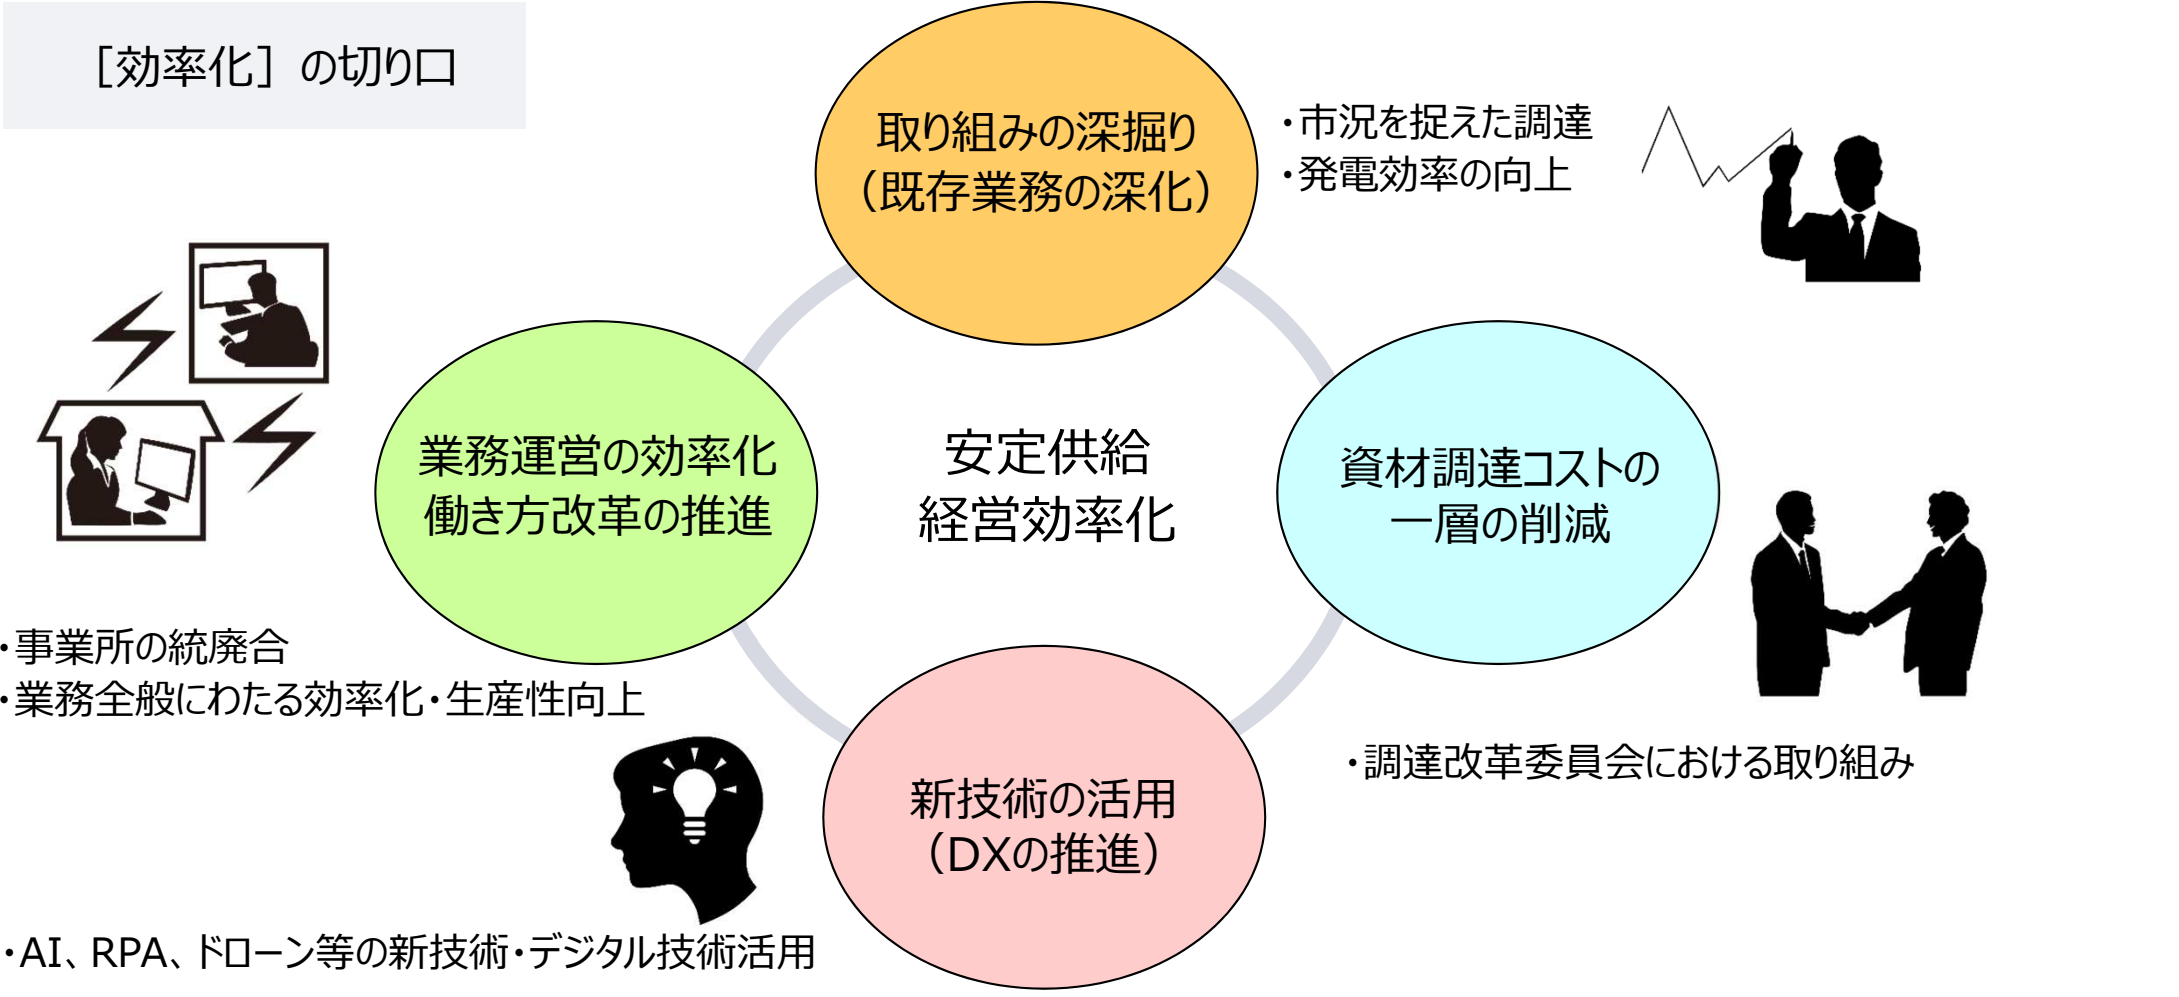 ［効率化］の切り口
取り組みの深掘り
（既存業務の深化）
・市況を捉えた調達
・発電効率の向上
業務運営の効率化
働き方改革の推進
安定供給
経営効率化
資材調達コストの
一層の削減
・事業所の統廃合
・業務全般にわたる効率化・生産性向上
・調達改革委員会における取り組み
新技術の活用
（DXの推進）
・AI、RPA、ドローン等の新技術・デジタル技術活用